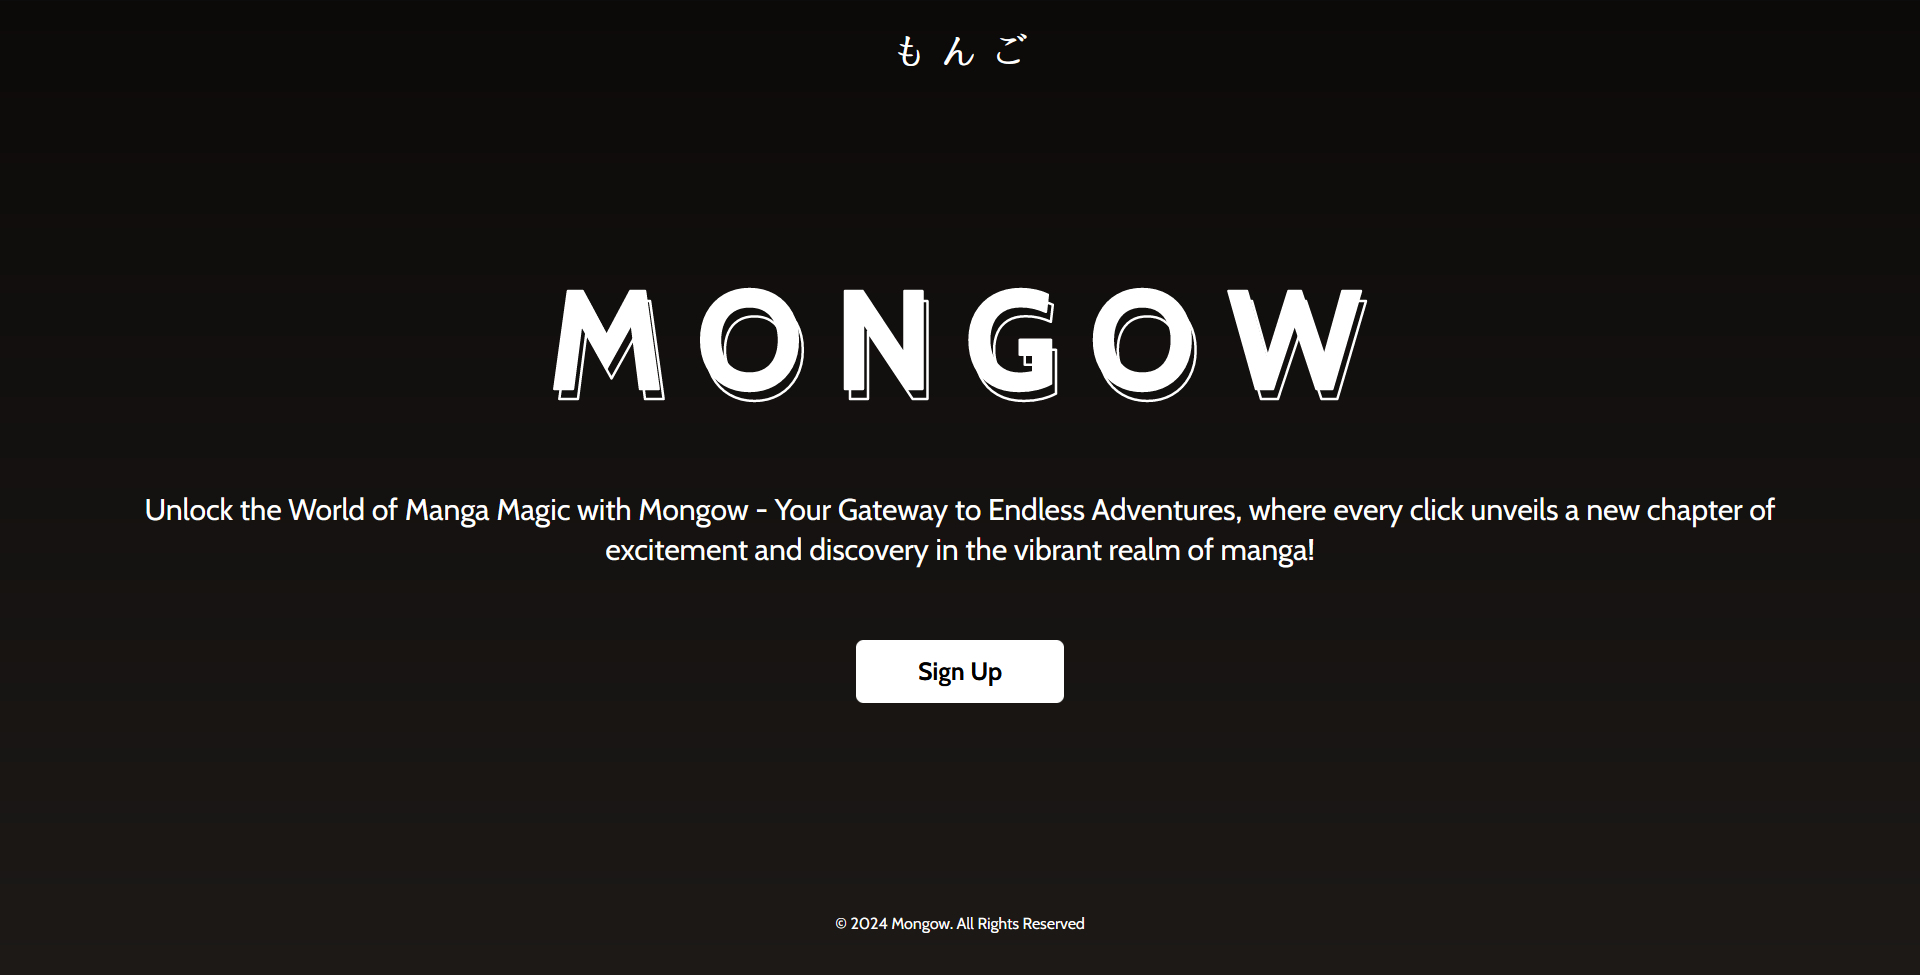 もんご
MONGOW
Unlock the World of Manga Magic with Mongow - Your Gateway to Endless Adventures, where every click unveils a new chapter of
excitement and discovery in the vibrant realm of manga!
Sign Up
© 2024 Mongow. All Rights Reserved